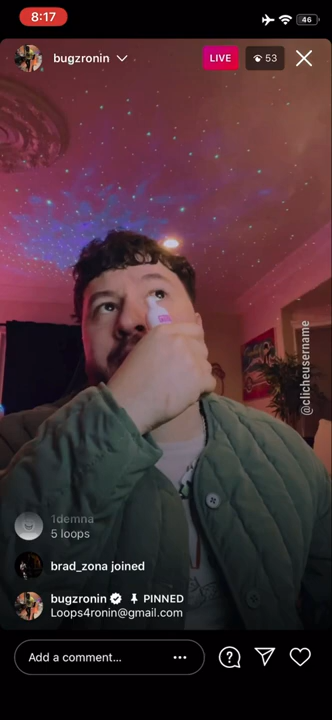 8:17
46
bugzronin
LIVE
53
@clicheusername
1demna
5 loops
brad_zona joined
bugzronin PINNED
Loops4ronin@gmail.com
Add a comment...